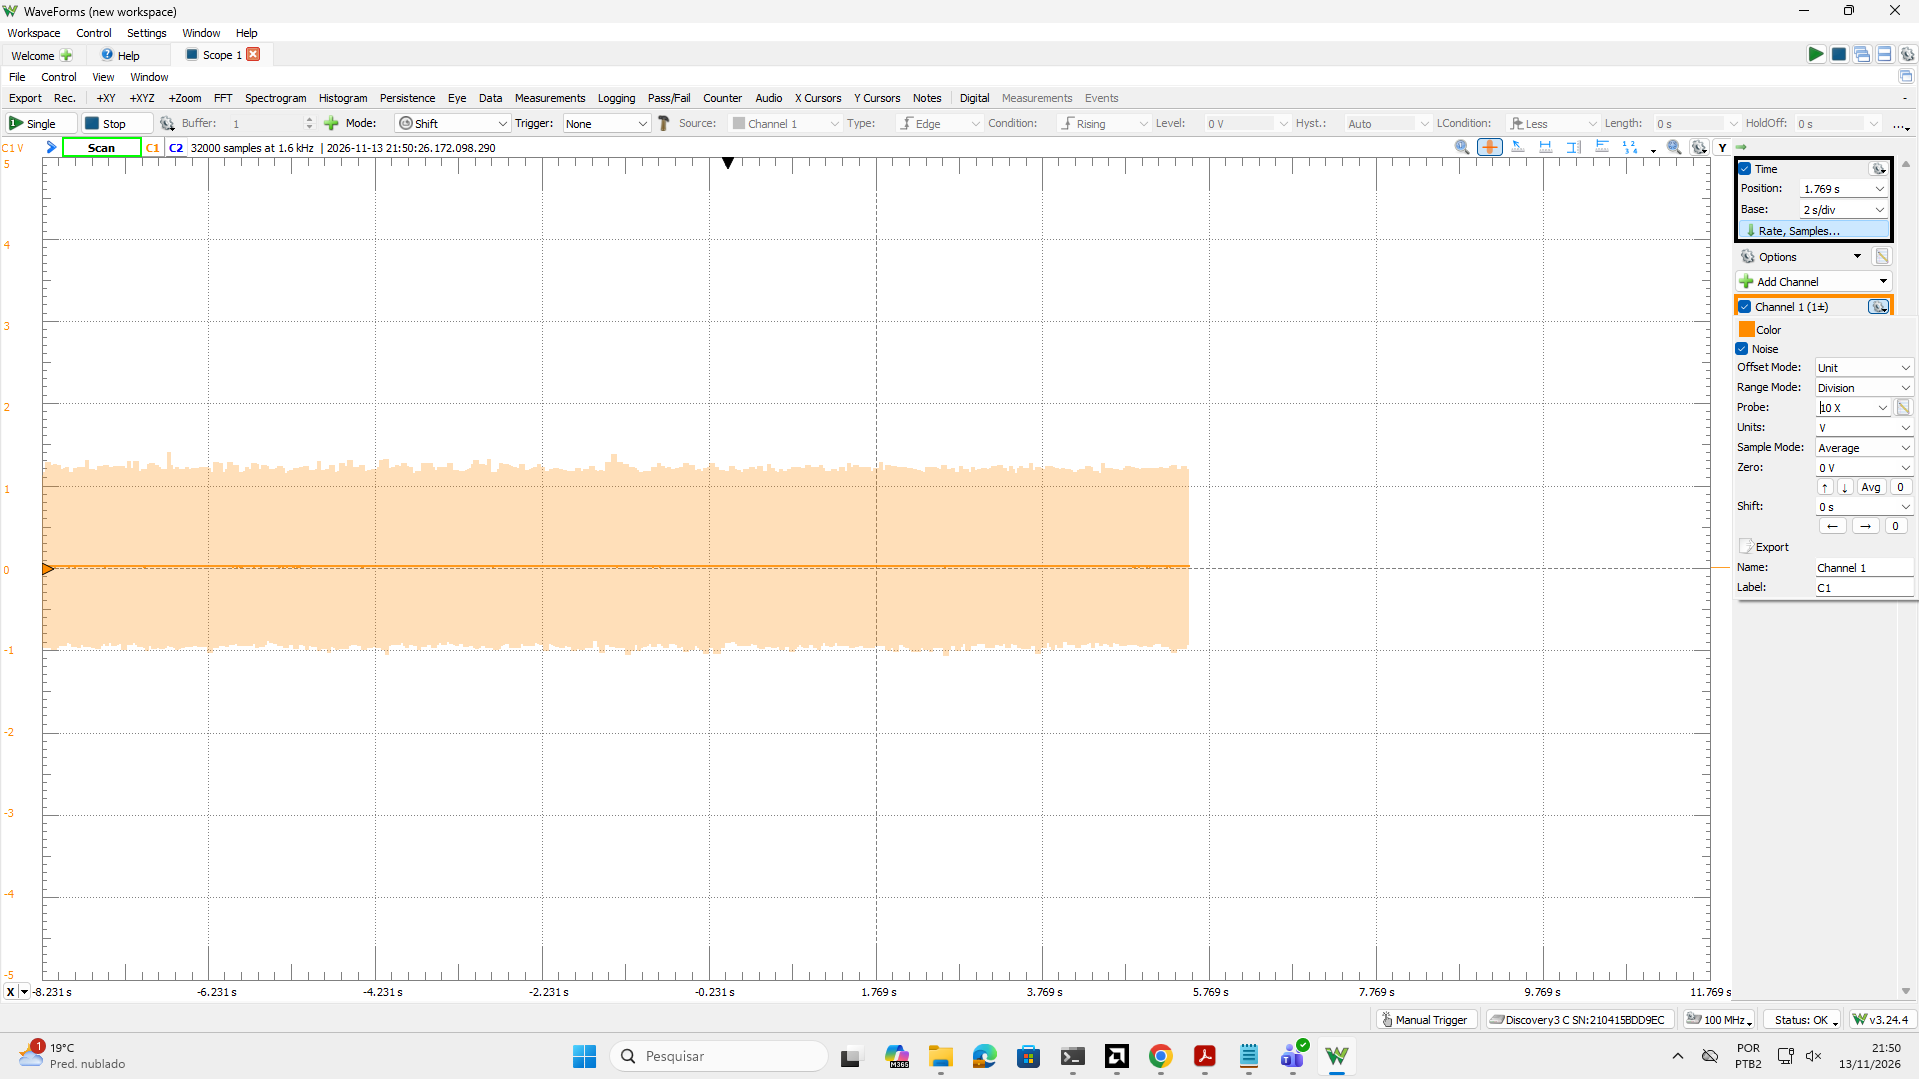 WaveForms (new workspace)
Workspace Control Settings Window Help
Welcome Help Scope 1
File Control View Window
Export Rec. +XY +XYZ +Zoom FFT Spectrogram Histogram Persistence Eye Data Measurements Logging Pass/Fail Counter Audio X Cursors Y Cursors Notes Digital Measurements Events
1 Single Stop Buffer: 1 Mode: Shift Trigger: None Source: Channel 1 Type: Edge Condition: Rising Level: 0 V Hyst.: Auto LCondition: Less Length: 0 s HoldOff: 0 s ...
C1 V Scan C1 C2 32000 samples at 1.6 kHz | 2026-11-13 21:50:26.172.098.290 Y
5
4
3
2
1
0
-1
-2
-3
-4
-5
X -8.231 s -6.231 s -4.231 s -2.231 s -0.231 s 1.769 s 3.769 s 5.769 s 7.769 s 9.769 s 11.769 s
Time
Position: 1.769 s
Base: 2 s/div
Rate, Samples...
Options
Add Channel
Channel 1 (1±)
Color
Noise
Offset Mode: Unit
Range Mode: Division
Probe: 10 X
Units: V
Sample Mode: Average
Zero: 0 V
↑ ↓ Avg 0
Shift: 0 s
← → 0
Export
Name: Channel 1
Label: C1
Manual Trigger Discovery3 C SN:210415BDD9EC 100 MHz Status: OK v3.24.4
1 19°C
Pred. nublado
Pesquisar
M365
POR
PTB2
21:50
13/11/2026